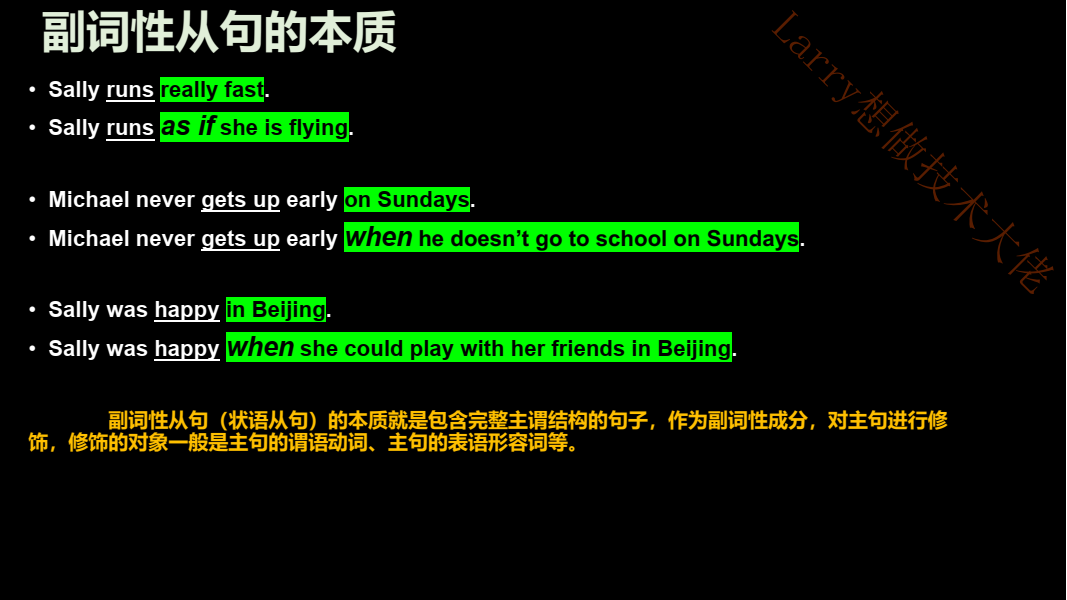 副词性从句的本质
• Sally runs really fast.
• Sally runs as if she is flying.
• Michael never gets up early on Sundays.
• Michael never gets up early when he doesn’t go to school on Sundays.
• Sally was happy in Beijing.
• Sally was happy when she could play with her friends in Beijing.
副词性从句（状语从句）的本质就是包含完整主谓结构的句子，作为副词性成分，对主句进行修
饰，修饰的对象一般是主句的谓语动词、主句的表语形容词等。
Larry想做技术大佬